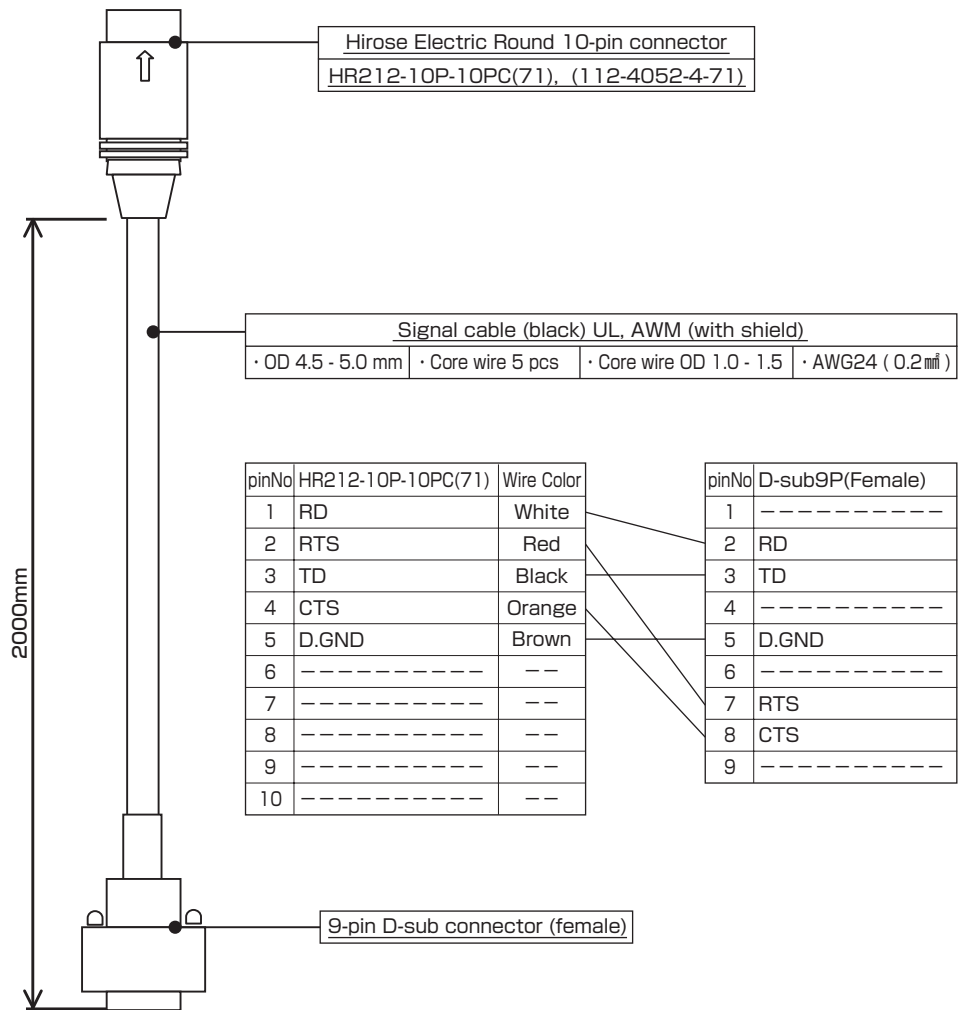 Hirose Electric Round 10-pin connector
HR212-10P-10PC(71), (112-4052-4-71)
2000mm
Signal cable (black) UL, AWM (with shield)
・OD 4.5 - 5.0 mm ・Core wire 5 pcs ・Core wire OD 1.0 - 1.5 ・AWG24 ( 0.2㎟ )
pinNo HR212-10P-10PC(71) Wire Color
1 RD White
2 RTS Red
3 TD Black
4 CTS Orange
5 D.GND Brown
6 −−−−−−−−−− −−
7 −−−−−−−−−− −−
8 −−−−−−−−−− −−
9 −−−−−−−−−− −−
10 −−−−−−−−−− −−
pinNo D-sub9P(Female)
1 −−−−−−−−−−
2 RD
3 TD
4 −−−−−−−−−−
5 D.GND
6 −−−−−−−−−−
7 RTS
8 CTS
9 −−−−−−−−−−
9-pin D-sub connector (female)